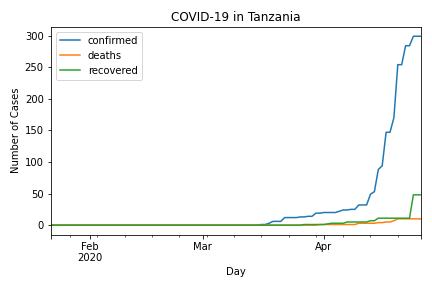 COVID-19 in Tanzania
confirmed
deaths
recovered
Number of Cases
300
250
200
150
100
50
0
Feb
2020
Mar
Apr
Day